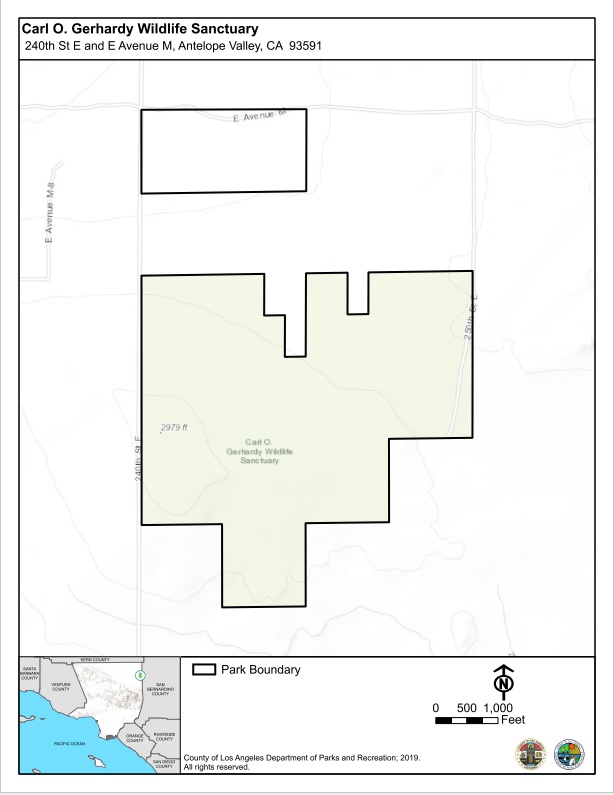 Carl O. Gerhardy Wildlife Sanctuary
240th St E and E Avenue M, Antelope Valley, CA 93591
E Avenue M
E Avenue M-8
250th St E
2979 ft
240th St E
Carl O.
Gerhardy Wildlife
Sanctuary
KERN COUNTY
SANTA
BARBARA
COUNTY
VENTURA
COUNTY
SAN
BERNARDINO
COUNTY
ORANGE
COUNTY
RIVERSIDE
COUNTY
PACIFIC OCEAN
SAN DIEGO
COUNTY
Park Boundary
N
0 500 1,000
Feet
County of Los Angeles Department of Parks and Recreation; 2019.
All rights reserved.